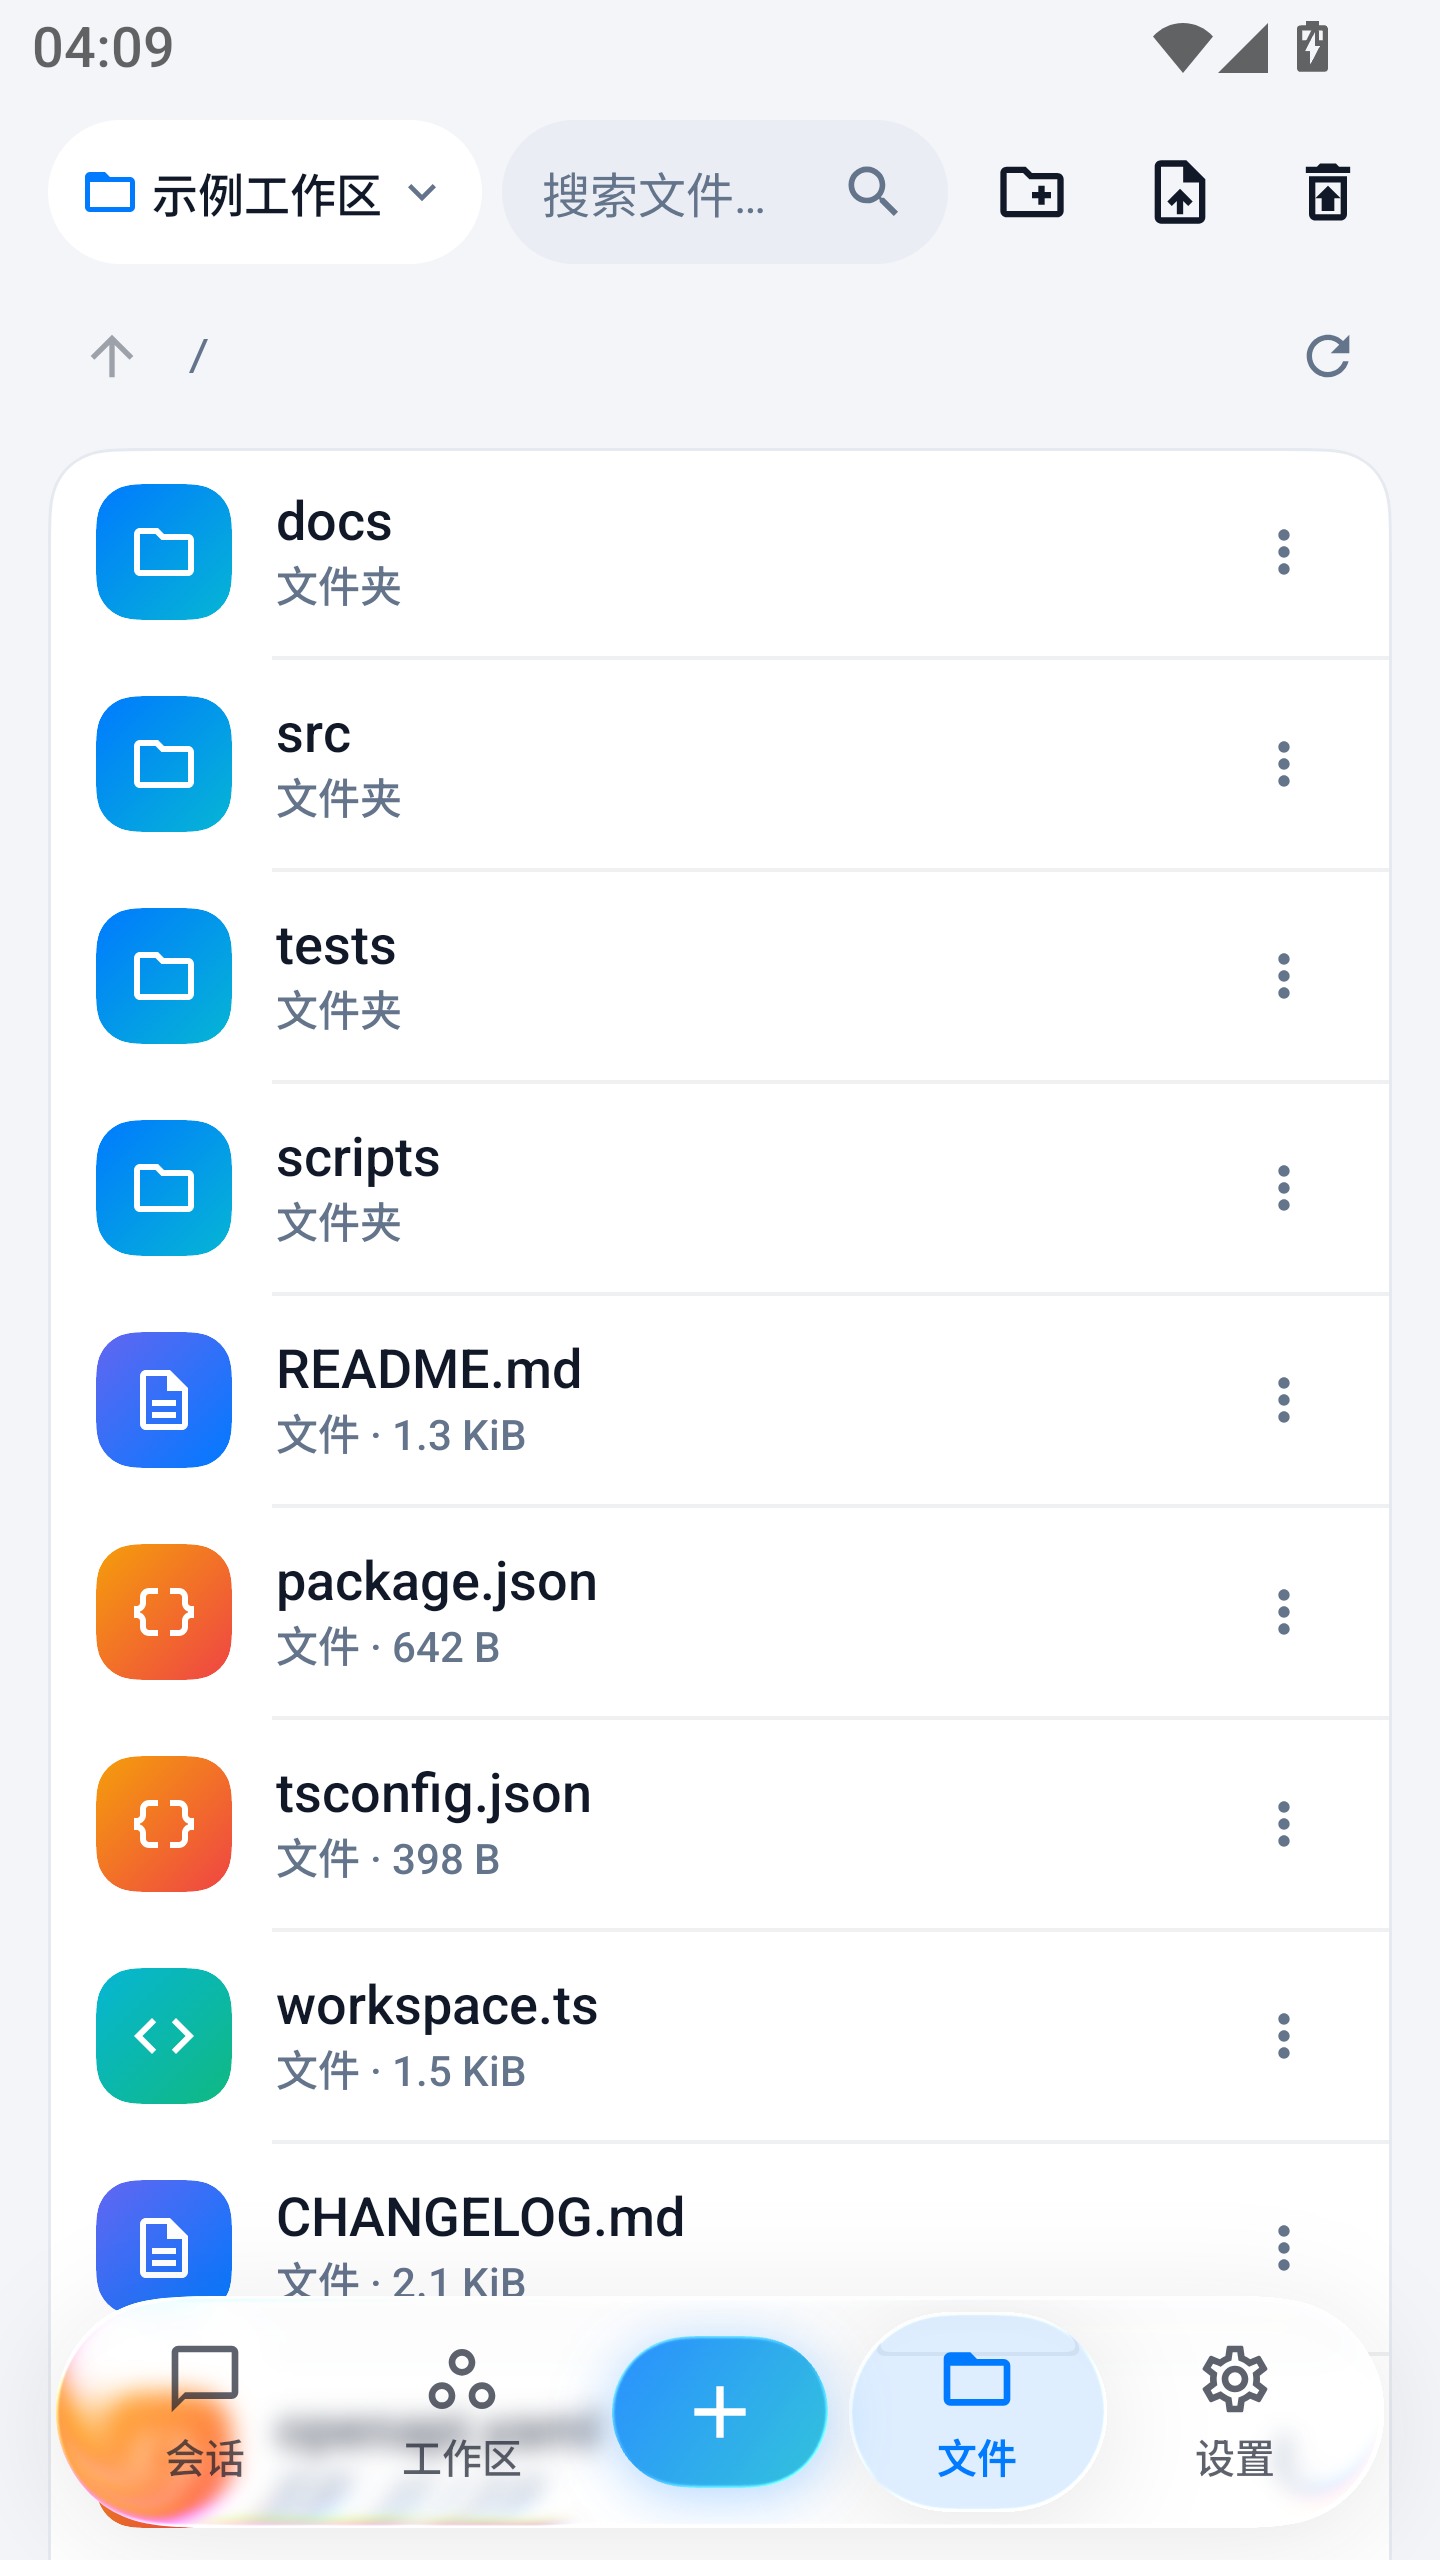 04:09
示例工作区
搜索文件...
/
docs
文件夹
src
文件夹
tests
文件夹
scripts
文件夹
README.md
文件 · 1.3 KiB
package.json
文件 · 642 B
tsconfig.json
文件 · 398 B
workspace.ts
文件 · 1.5 KiB
CHANGELOG.md
文件 · 2.1 KiB
会话
工作区
文件
设置